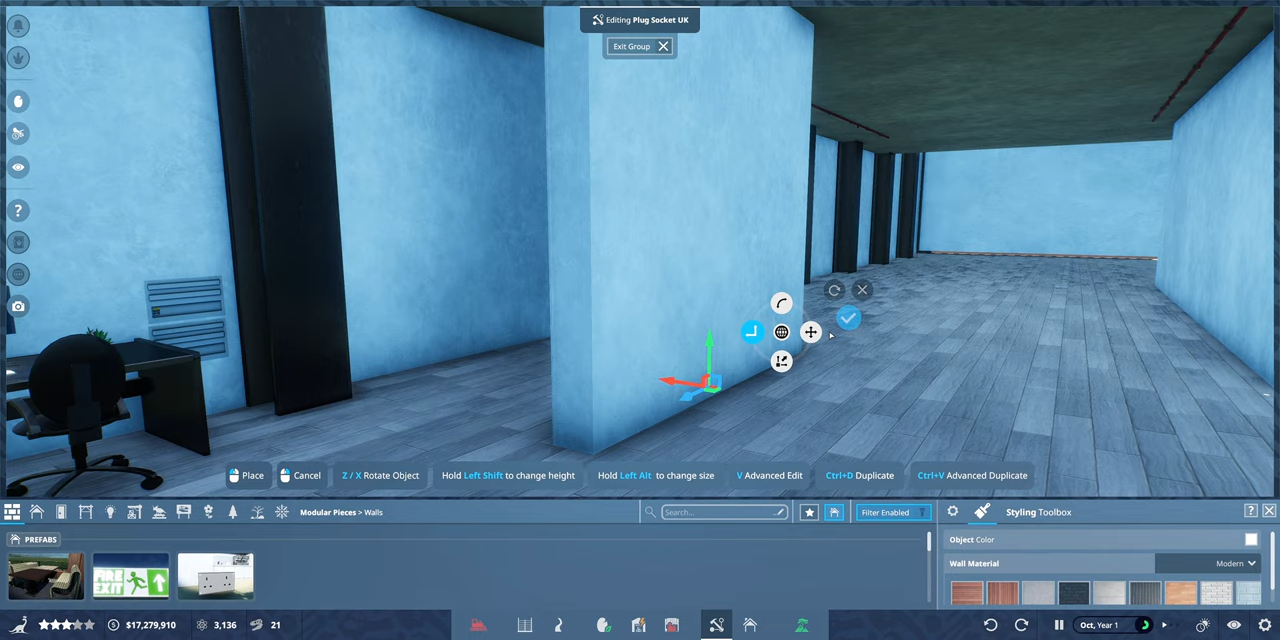 Editing Plug Socket UK
Exit Group
Place
Cancel
Z / X Rotate Object
Hold Left Shift to change height
Hold Left Alt to change size
V Advanced Edit
Ctrl+D Duplicate
Ctrl+V Advanced Duplicate
Modular Pieces > Walls
Search...
Filter Enabled
Styling Toolbox
?
PREFABS
Object Color
Wall Material
Modern
FIRE
EXIT
$17,279,910
3,136
21
Oct, Year 1